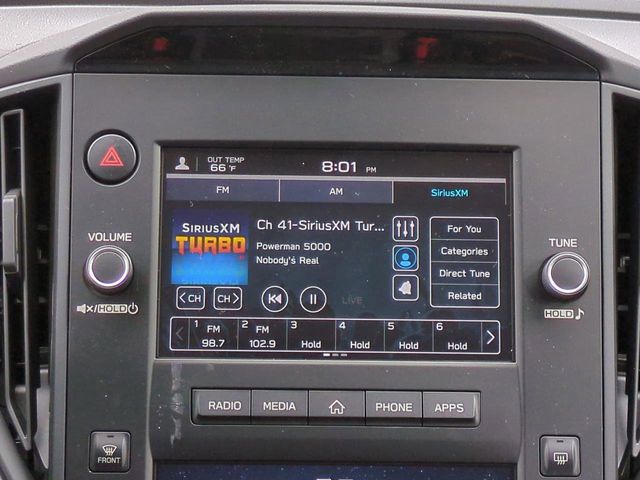 OUT TEMP
66 °F
8:01 PM
FM AM SiriusXM
SIRIUSXM
TURBO
Ch 41-SiriusXM Tur...
Powerman 5000
Nobody's Real
For You
Categories
Direct Tune
Related
CH CH
LIVE
1 FM 98.7
2 FM 102.9
3 Hold
4 Hold
5 Hold
6 Hold
VOLUME
HOLD
TUNE
HOLD
RADIO MEDIA PHONE APPS
FRONT